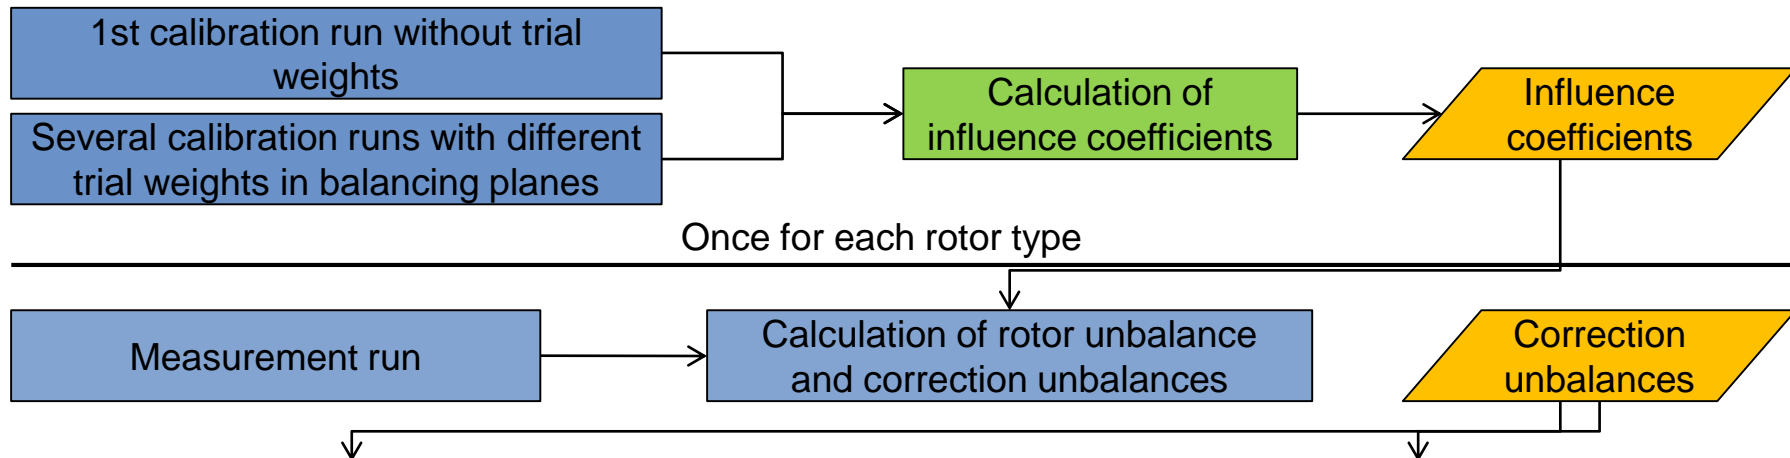 1st calibration run without trial
weights
Several calibration runs with different
trial weights in balancing planes
Calculation of
influence coefficients
Influence
coefficients
Once for each rotor type
Measurement run
Calculation of rotor unbalance
and correction unbalances
Correction
unbalances